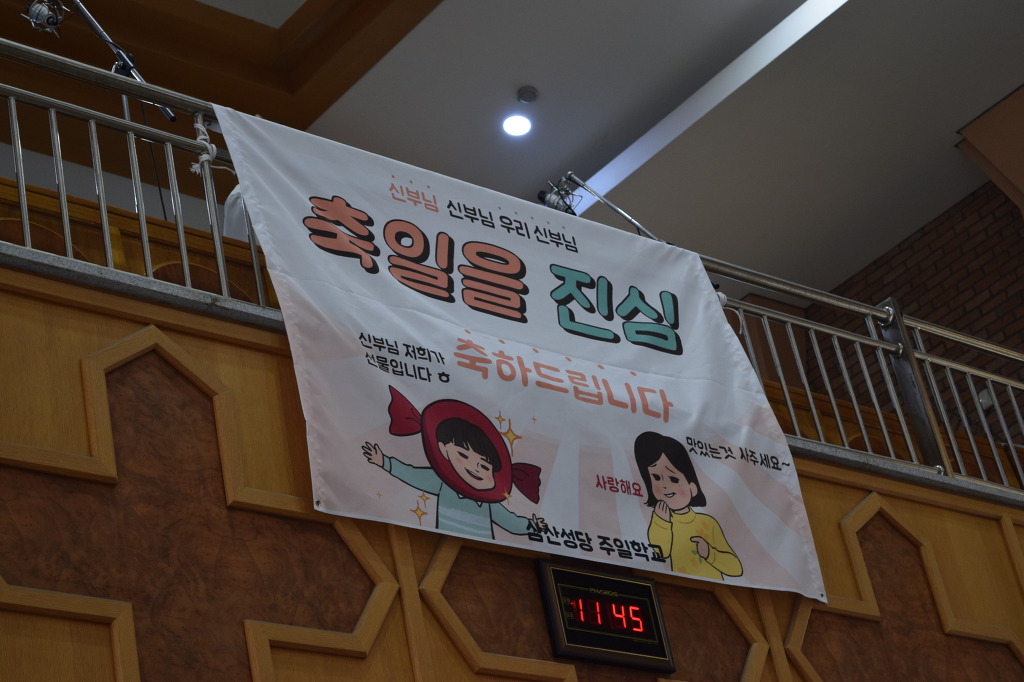 신부님 신부님 우리 신부님
축일을 진심
축하드립니다
신부님 저희가
선물입니다 ㅎ
맛있는것 사주세요~
사랑해요
삼산성당 주일학교
11 45